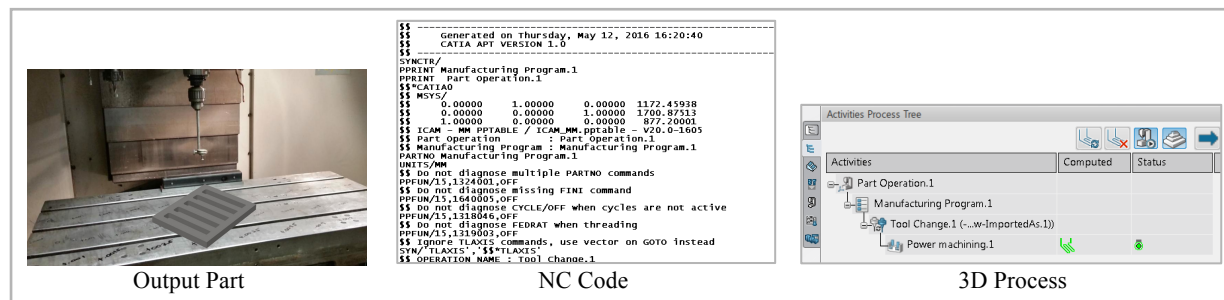 $$ ------------------------------------------------------------
$$ Generated on Thursday, May 12, 2016 16:20:40
$$ CATIA APT VERSION 1.0
$$ ------------------------------------------------------------
SYNCTR/
PPRINT Manufacturing Program.1
PPRINT Part Operation.1
$$*CATIA0
$$ MSYS/
$$ 0.00000 1.00000 0.00000 1172.45938
$$ 0.00000 0.00000 1.00000 1700.87513
$$ 1.00000 0.00000 0.00000 877.20001
$$ ICAM - MM PPTABLE / ICAM_MM.pptable - V20.0-1605
$$ Part Operation : Part Operation.1
$$ Manufacturing Program : Manufacturing Program.1
PARTNO Manufacturing Program.1
UNITS/MM
$$ Do not diagnose multiple PARTNO commands
PPFUN/15,1324001,OFF
$$ Do not diagnose missing FINI command
PPFUN/15,1640005,OFF
$$ Do not diagnose CYCLE/OFF when cycles are not active
PPFUN/15,1318046,OFF
$$ Do not diagnose FEDRAT when threading
PPFUN/15,1319003,OFF
$$ Ignore TLAXIS commands, use vector on GOTO instead
SYN/'TLAXIS','$$*TLAXIS'
$$ OPERATION NAME : Tool Change.1
Activities Process Tree
Activities Computed Status
Part Operation.1
Manufacturing Program.1
Tool Change.1 (-...w-ImportedAs.1))
Power machining.1
Output Part NC Code 3D Process